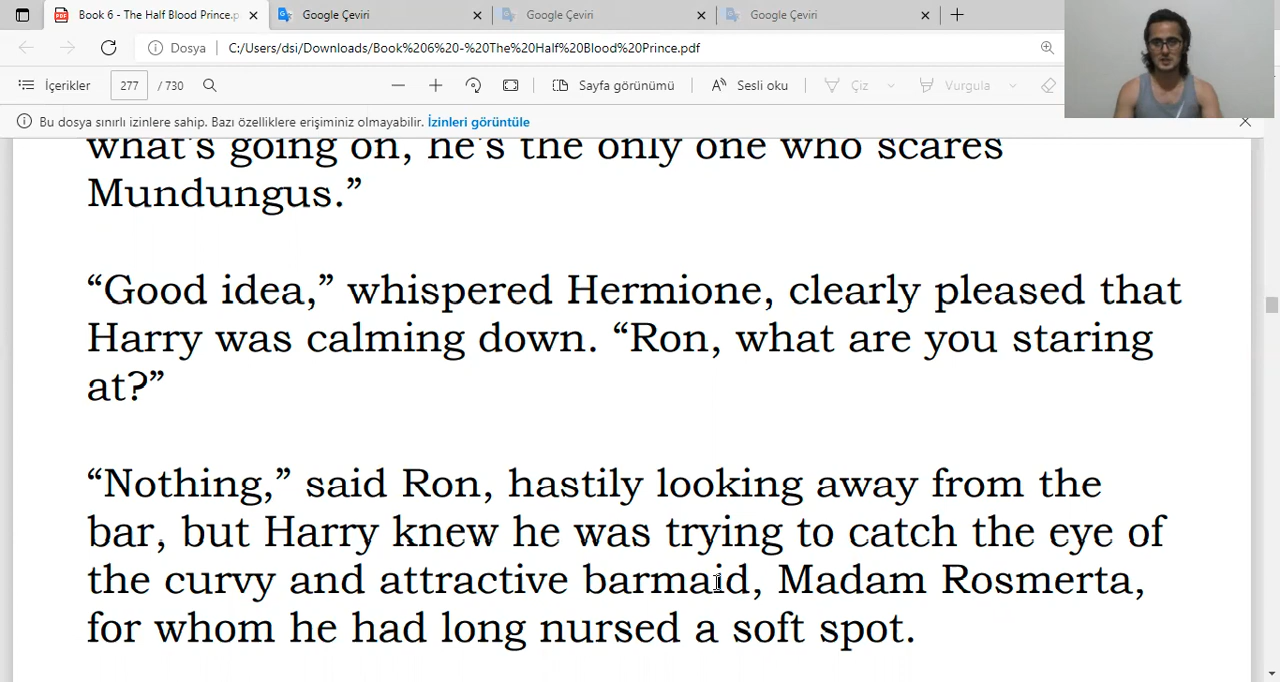 Book 6 - The Half Blood Prince.p
Google Çeviri
Google Çeviri
Google Çeviri
Dosya C:/Users/dsi/Downloads/Book%206%20-%20The%20Half%20Blood%20Prince.pdf
İçerikler 277 / 730 Sayfa görünümü Sesli oku Çiz Vurgula
Bu dosya sınırlı izinlere sahip. Bazı özelliklere erişiminiz olmayabilir. İzinleri görüntüle
what's going on, he's the only one who scares
Mundungus.”
“Good idea,” whispered Hermione, clearly pleased that
Harry was calming down. “Ron, what are you staring
at?”
“Nothing,” said Ron, hastily looking away from the
bar, but Harry knew he was trying to catch the eye of
the curvy and attractive barmaid, Madam Rosmerta,
for whom he had long nursed a soft spot.